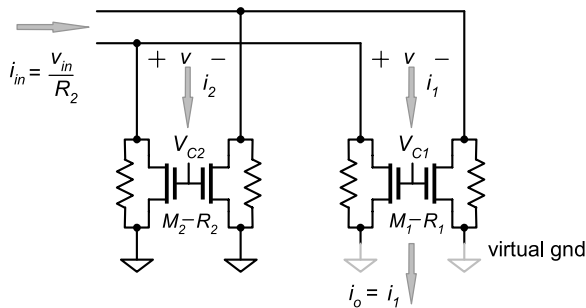 + v −
+ v −
i_in = v_in / R_2
i_2
i_1
V_C2
V_C1
M_2−R_2
M_1−R_1
virtual gnd
i_o = i_1